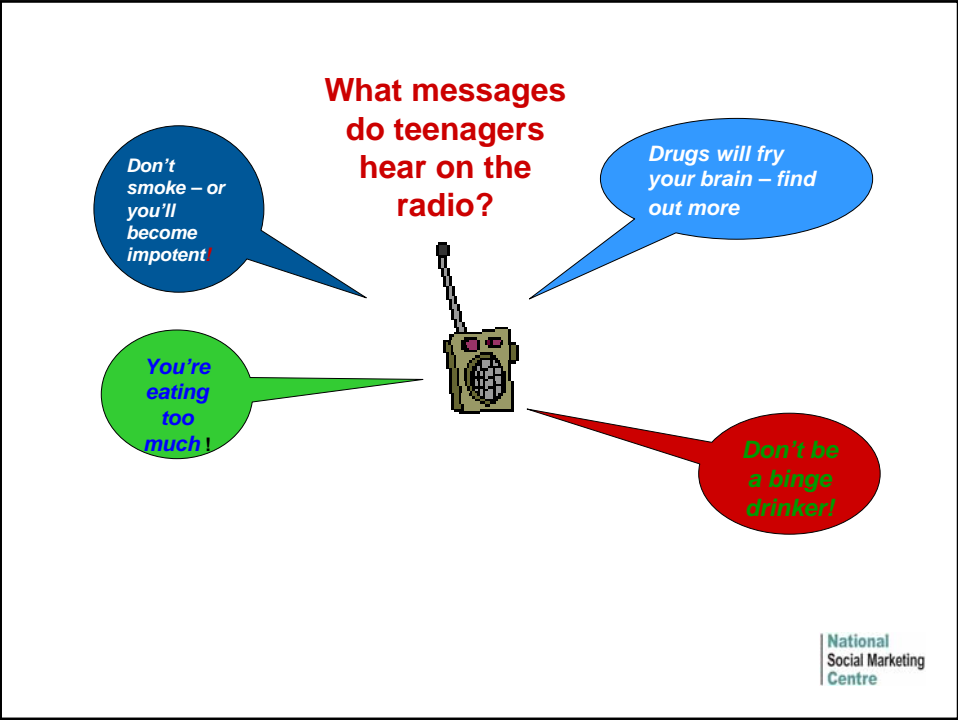 What messages
do teenagers
hear on the
radio?
Don't
smoke – or
you'll
become
impotent!
Drugs will fry
your brain – find
out more
You're
eating
too
much !
Don't be
a binge
drinker!
National
Social Marketing
Centre